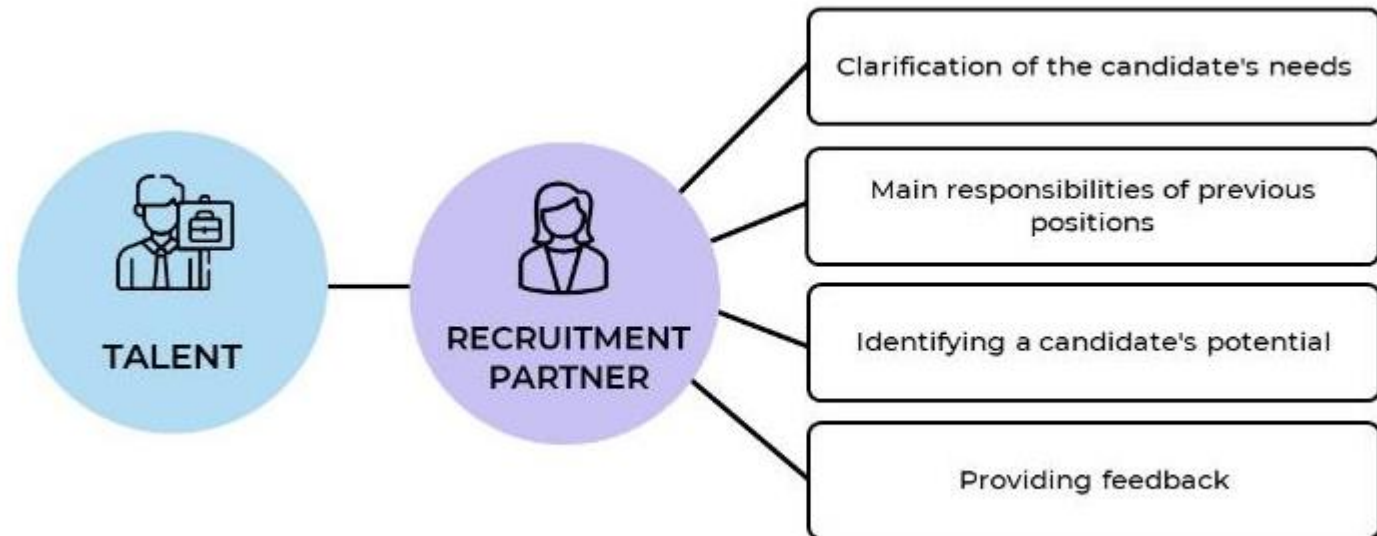 TALENT
RECRUITMENT
PARTNER
Clarification of the candidate's needs
Main responsibilities of previous
positions
Identifying a candidate's potential
Providing feedback